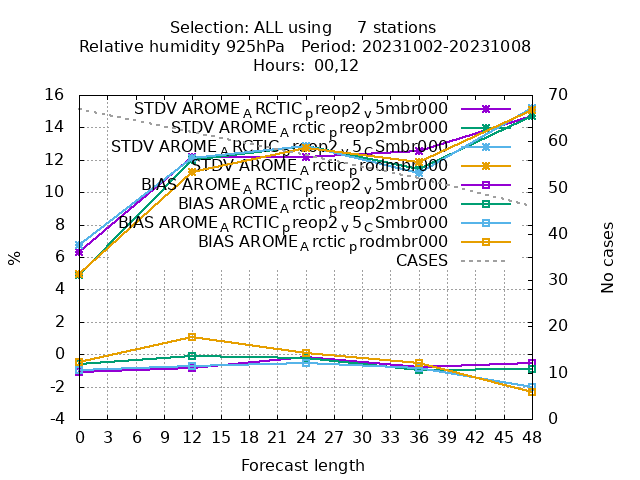 Selection: ALL using 7 stations
Relative humidity 925hPa Period: 20231002-20231008
Hours: 00,12
16
14
12
10
8
6
4
2
0
-2
-4
%
STDV AROME_ARCTIC_preop2_v5mbr000
STDV AROME_Arctic_preop2mbr000
STDV AROME_ARCTIC_preop2_v5_CSmbr000
STDV AROME_Arctic_prodmbr000
BIAS AROME_ARCTIC_preop2_v5mbr000
BIAS AROME_Arctic_preop2mbr000
BIAS AROME_ARCTIC_preop2_v5_CSmbr000
BIAS AROME_Arctic_prodmbr000
CASES
70
60
50
40
30
20
10
0
No cases
0 3 6 9 12 15 18 21 24 27 30 33 36 39 42 45 48
Forecast length